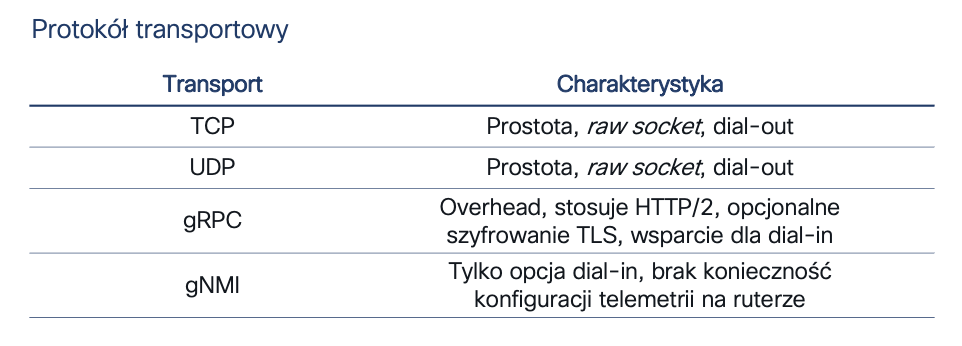 Protokół transportowy
Transport Charakterystyka
TCP Prostota, raw socket, dial-out
UDP Prostota, raw socket, dial-out
gRPC Overhead, stosuje HTTP/2, opcjonalne
szyfrowanie TLS, wsparcie dla dial-in
gNMI Tylko opcja dial-in, brak konieczność
konfiguracji telemetrii na ruterze